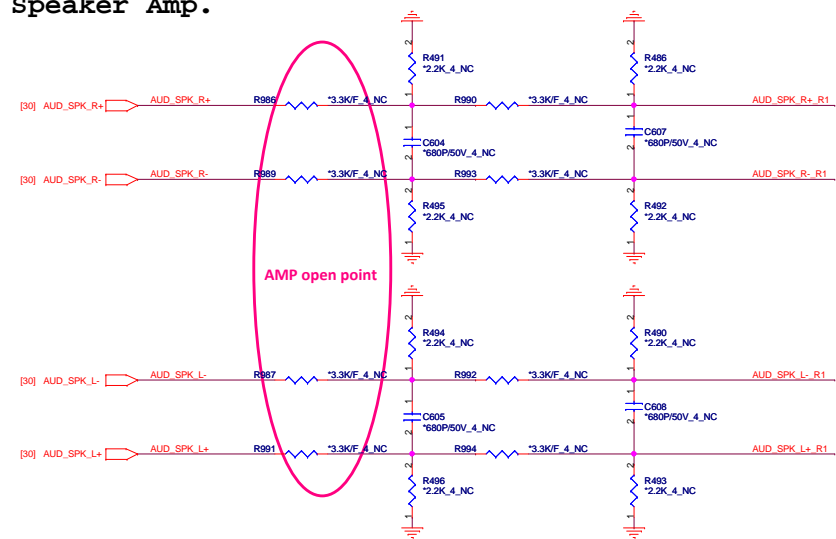 Speaker Amp.
R491
*2.2K_4_NC
R486
*2.2K_4_NC
[30] AUD_SPK_R+ AUD_SPK_R+ R986 *3.3K/F_4_NC R990 *3.3K/F_4_NC AUD_SPK_R+_R1
C604
*680P/50V_4_NC
C607
*680P/50V_4_NC
[30] AUD_SPK_R- AUD_SPK_R- R989 *3.3K/F_4_NC R993 *3.3K/F_4_NC AUD_SPK_R-_R1
R495
*2.2K_4_NC
R492
*2.2K_4_NC
AMP open point
R494
*2.2K_4_NC
R490
*2.2K_4_NC
[30] AUD_SPK_L- AUD_SPK_L- R987 *3.3K/F_4_NC R992 *3.3K/F_4_NC AUD_SPK_L-_R1
C605
*680P/50V_4_NC
C608
*680P/50V_4_NC
[30] AUD_SPK_L+ AUD_SPK_L+ R991 *3.3K/F_4_NC R994 *3.3K/F_4_NC AUD_SPK_L+_R1
R496
*2.2K_4_NC
R493
*2.2K_4_NC